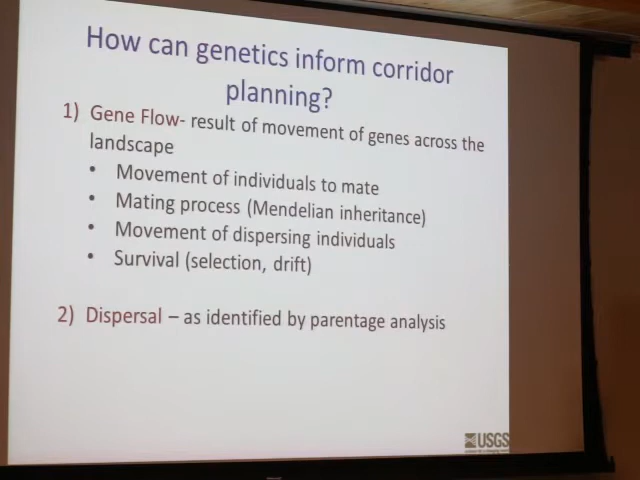 How can genetics inform corridor
planning?
1) Gene Flow- result of movement of genes across the
landscape
• Movement of individuals to mate
• Mating process (Mendelian inheritance)
• Movement of dispersing individuals
• Survival (selection, drift)
2) Dispersal – as identified by parentage analysis
USGS